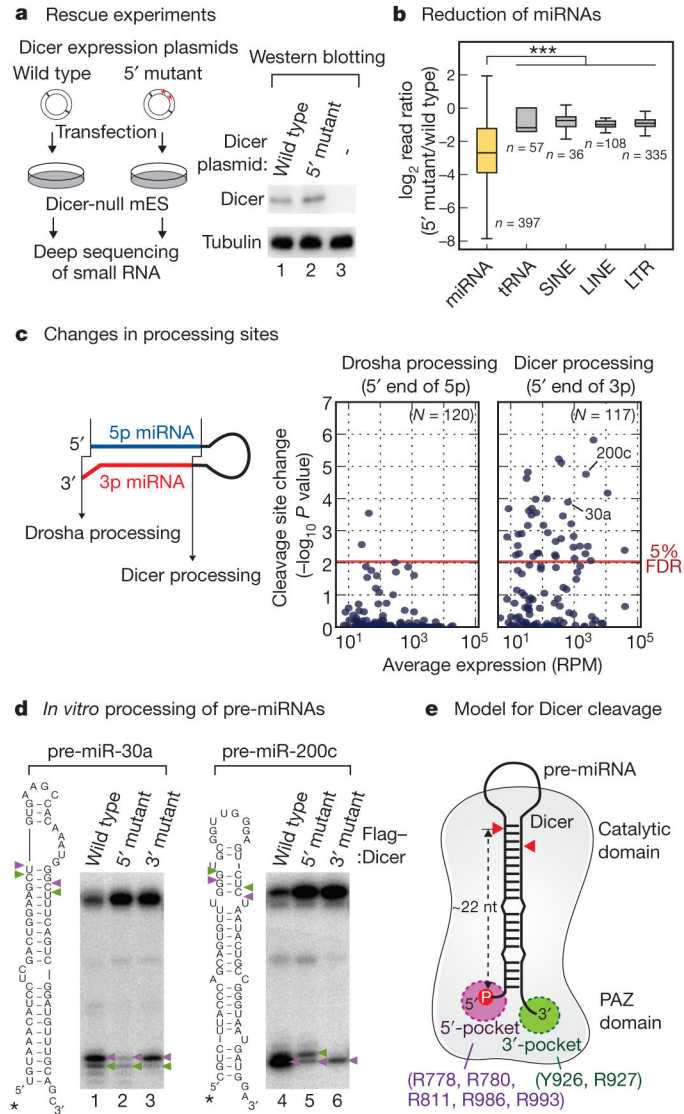 a Rescue experiments
Dicer expression plasmids
Wild type 5′ mutant
Transfection
Dicer-null mES
Deep sequencing
of small RNA
Western blotting
Dicer
plasmid:
Wild type
5′ mutant
-
Dicer
Tubulin
1 2 3
b Reduction of miRNAs
log2 read ratio
(5′ mutant/wild type)
2
0
−2
−4
−6
−8
***
n = 397
n = 57
n = 36
n =108
n = 335
miRNA
tRNA
SINE
LINE
LTR
c Changes in processing sites
5′
5p miRNA
3′
3p miRNA
Drosha processing
Dicer processing
Drosha processing
(5′ end of 5p)
Dicer processing
(5′ end of 3p)
Cleavage site change
(−log10 P value)
7
6
5
4
3
2
1
0
(N = 120)
(N = 117)
200c
30a
5%
FDR
10¹ 10³ 10⁵ 10¹ 10³ 10⁵
Average expression (RPM)
d In vitro processing of pre-miRNAs
pre-miR-30a
pre-miR-200c
Wild type
5′ mutant
3′ mutant
Wild type
5′ mutant
3′ mutant
Flag–
:Dicer
5′
3′
*
1 2 3
5′
3′
*
4 5 6
e Model for Dicer cleavage
pre-miRNA
Dicer
Catalytic
domain
~22 nt
P
5′
3′
5′-pocket
3′-pocket
PAZ
domain
(R778, R780,
R811, R986, R993)
(Y926, R927)